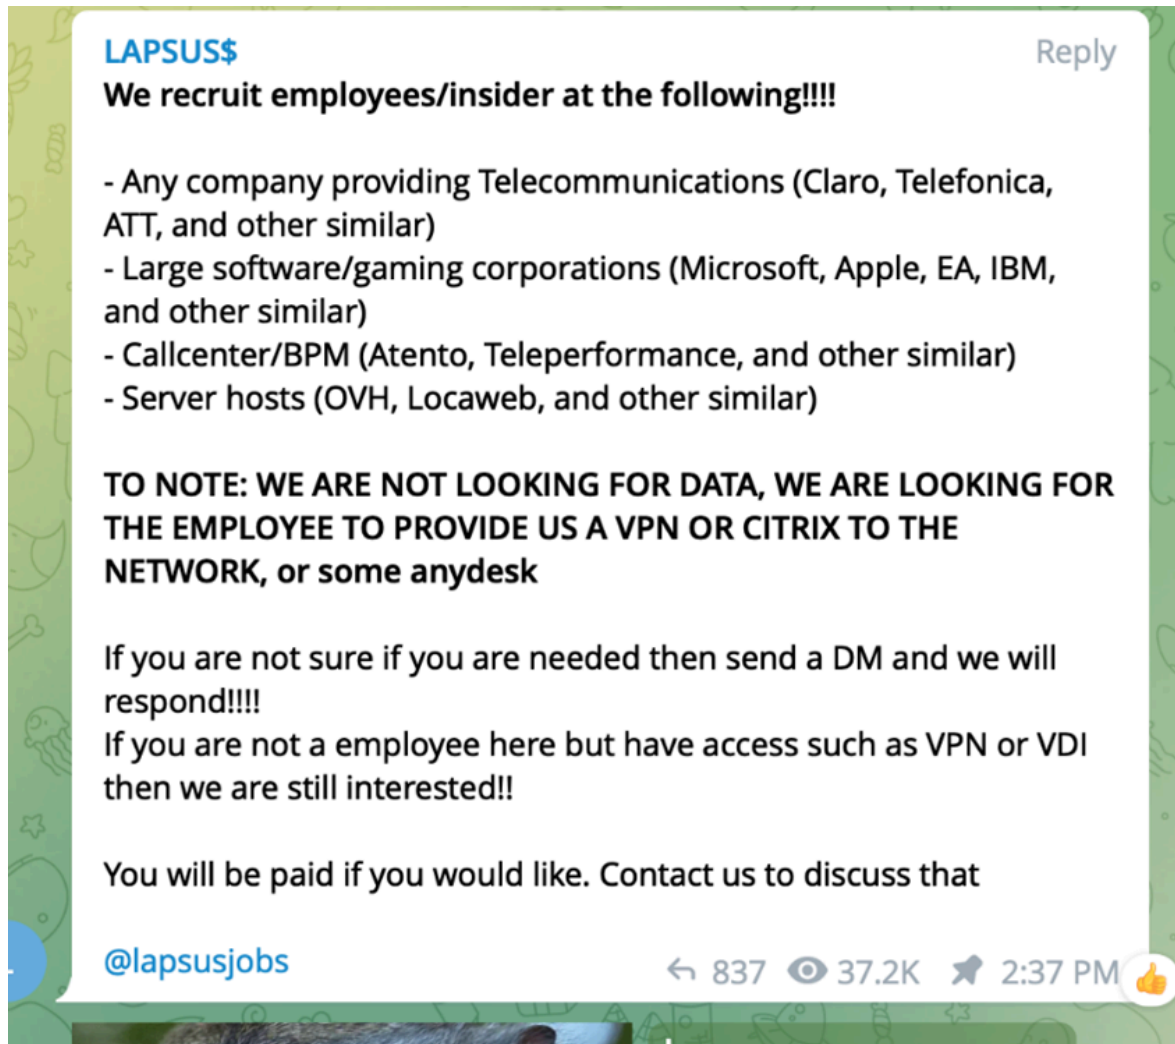 LAPSUS$
Reply
We recruit employees/insider at the following!!!!
- Any company providing Telecommunications (Claro, Telefonica,
ATT, and other similar)
- Large software/gaming corporations (Microsoft, Apple, EA, IBM,
and other similar)
- Callcenter/BPM (Atento, Teleperformance, and other similar)
- Server hosts (OVH, Locaweb, and other similar)
TO NOTE: WE ARE NOT LOOKING FOR DATA, WE ARE LOOKING FOR
THE EMPLOYEE TO PROVIDE US A VPN OR CITRIX TO THE
NETWORK, or some anydesk
If you are not sure if you are needed then send a DM and we will
respond!!!!
If you are not a employee here but have access such as VPN or VDI
then we are still interested!!
You will be paid if you would like. Contact us to discuss that
@lapsusjobs
837 37.2K 2:37 PM